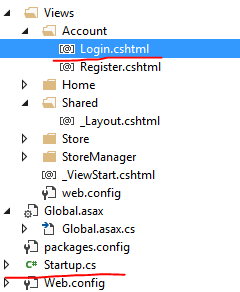 Views
Account
[@] Login.cshtml
[@] Register.cshtml
Home
Shared
[@] _Layout.cshtml
Store
StoreManager
[@] _ViewStart.cshtml
web.config
Global.asax
Global.asax.cs
packages.config
C# Startup.cs
Web.config